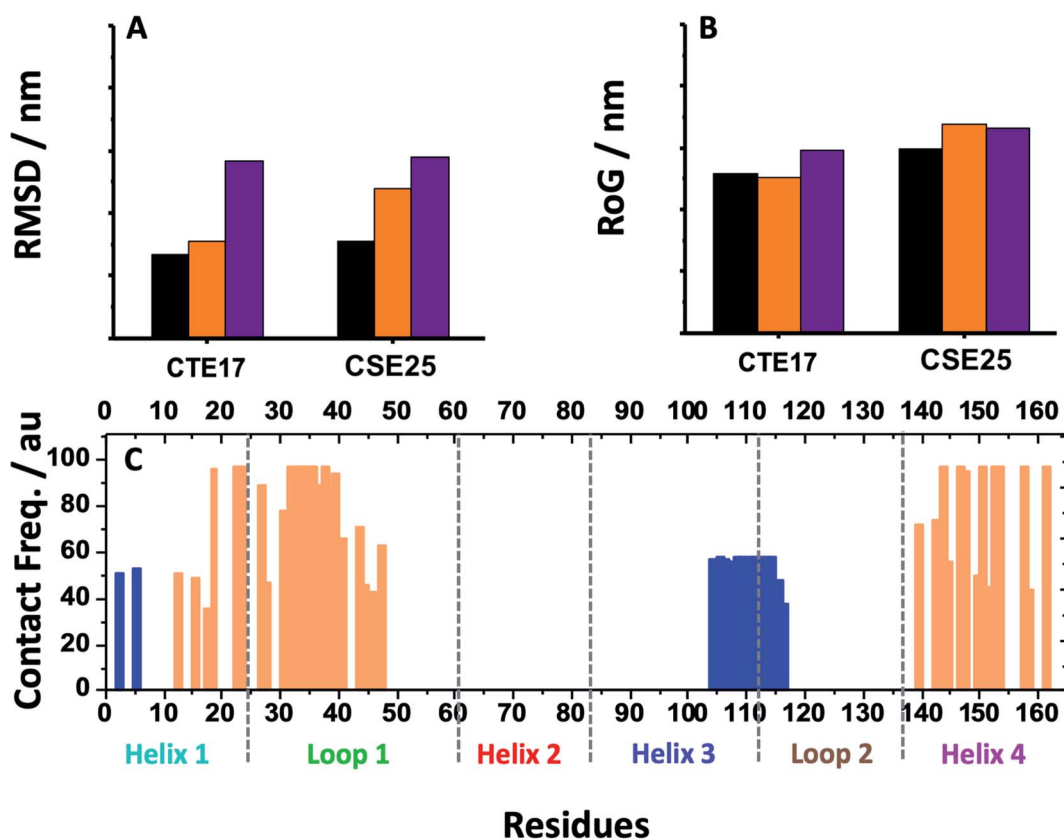 A
B
RMSD / nm
RoG / nm
CTE17 CSE25
CTE17 CSE25
0 10 20 30 40 50 60 70 80 90 100 110 120 130 140 150 160
C
Contact Freq. / au
100
80
60
40
20
0
0 10 20 30 40 50 60 70 80 90 100 110 120 130 140 150 160
Helix 1 Loop 1 Helix 2 Helix 3 Loop 2 Helix 4
Residues